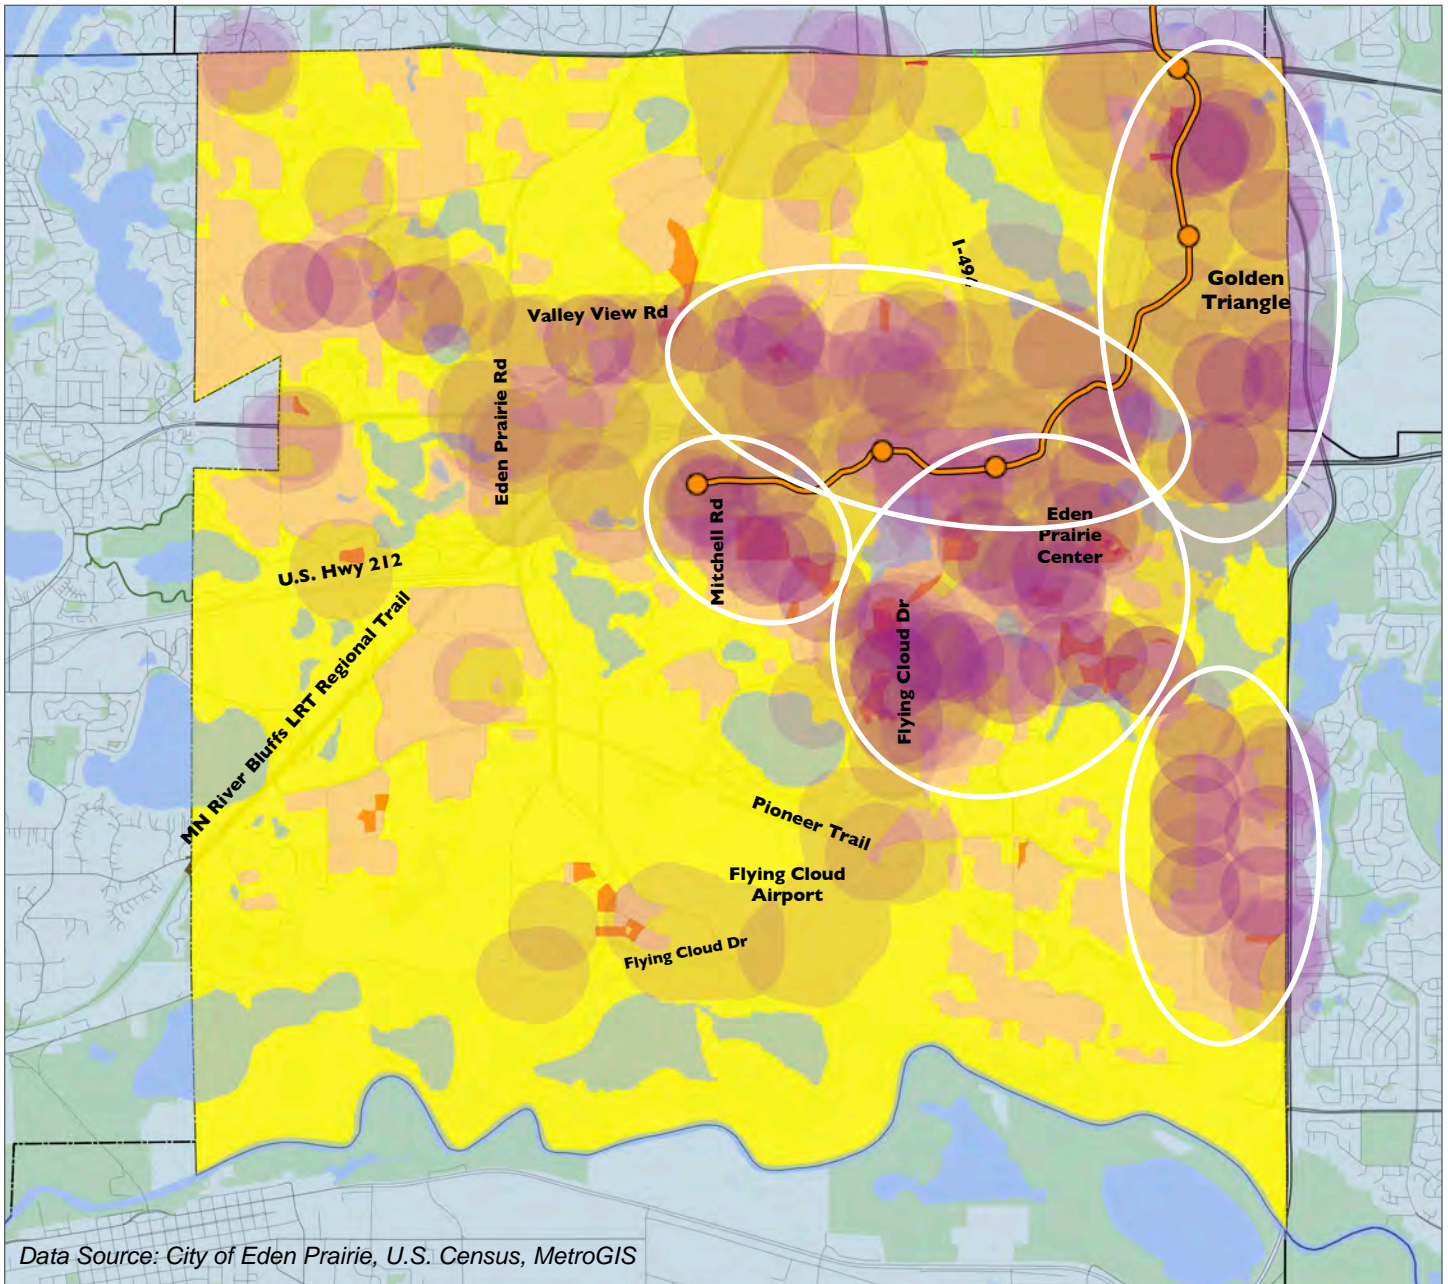 I-494
Golden
Triangle
Valley View Rd
Eden Prairie Rd
Mitchell Rd
Eden
Prairie
Center
U.S. Hwy 212
MN River Bluffs LRT Regional Trail
Flying Cloud Dr
Pioneer Trail
Flying Cloud
Airport
Flying Cloud Dr
Data Source: City of Eden Prairie, U.S. Census, MetroGIS